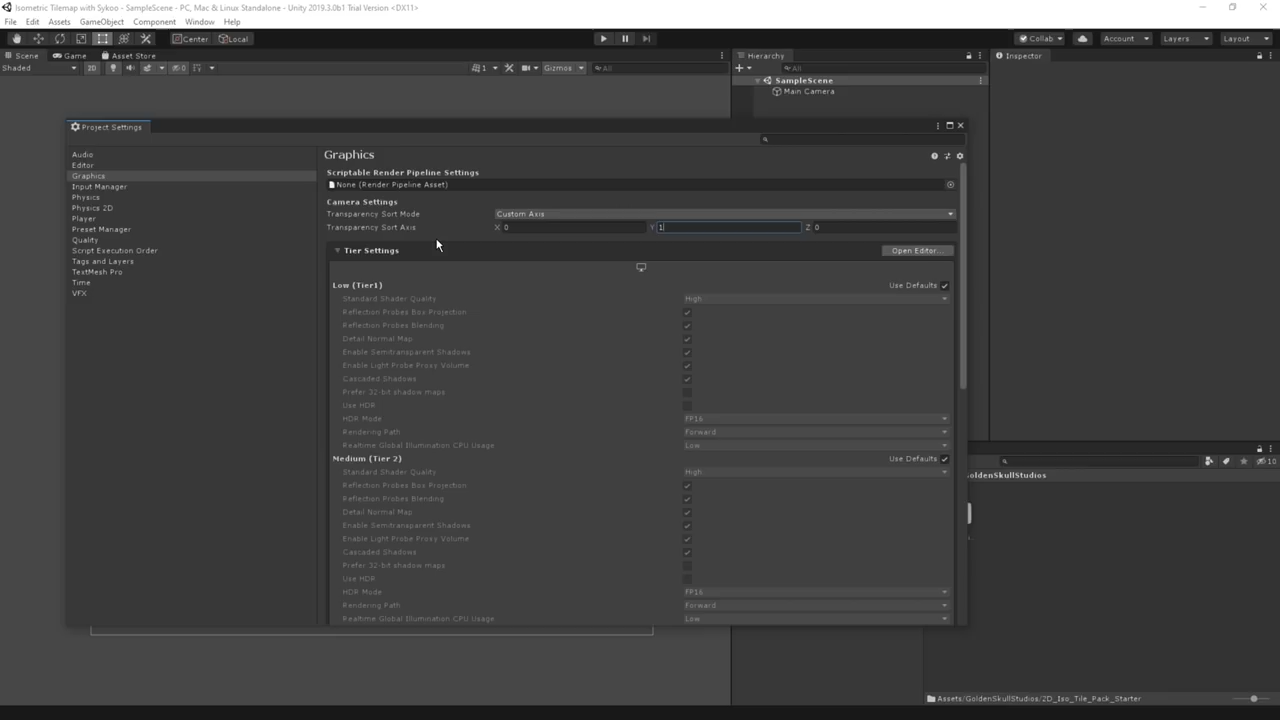 Isometric Tilemap with Sykoo - SampleScene - PC, Mac & Linux Standalone - Unity 2019.3.0b1 Trial Version <DX11>
File Edit Assets GameObject Component Window Help
Center Local Collab Account Layers Layout
Scene Game Asset Store Hierarchy Inspector
Shaded 2D 0 1 Gizmos All All
SampleScene
Main Camera
Project Settings
Audio
Editor
Graphics
Input Manager
Physics
Physics 2D
Player
Preset Manager
Quality
Script Execution Order
Tags and Layers
TextMesh Pro
Time
VFX
Graphics
Scriptable Render Pipeline Settings
None (Render Pipeline Asset)
Camera Settings
Transparency Sort Mode Custom Axis
Transparency Sort Axis X 0 Y 1 Z 0
Tier Settings Open Editor...
Low (Tier1) Use Defaults
Standard Shader Quality High
Reflection Probes Box Projection
Reflection Probes Blending
Detail Normal Map
Enable Semitransparent Shadows
Enable Light Probe Proxy Volume
Cascaded Shadows
Prefer 32-bit shadow maps
Use HDR
HDR Mode FP16
Rendering Path Forward
Realtime Global Illumination CPU Usage Low
Medium (Tier 2) Use Defaults
Standard Shader Quality High
Reflection Probes Box Projection
Reflection Probes Blending
Detail Normal Map
Enable Semitransparent Shadows
Enable Light Probe Proxy Volume
Cascaded Shadows
Prefer 32-bit shadow maps
Use HDR
HDR Mode FP16
Rendering Path Forward
Realtime Global Illumination CPU Usage Low
10
oldenSkullStudios
Assets/GoldenSkullStudios/2D_Iso_Tile_Pack_Starter